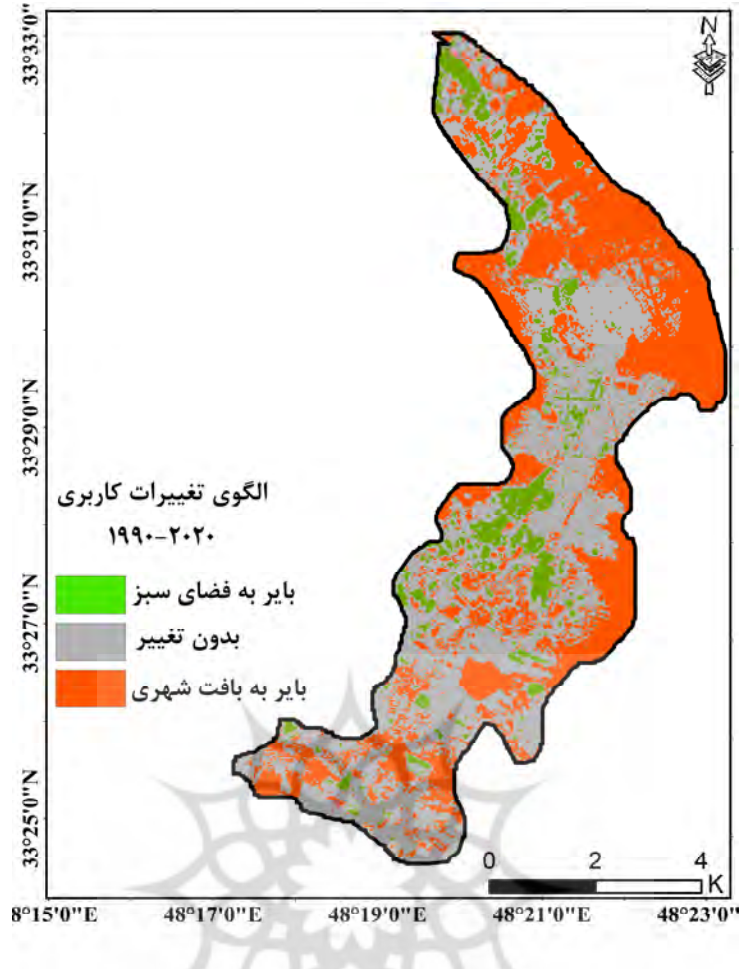 N
33°33'0"N
33°31'0"N
33°29'0"N
33°27'0"N
33°25'0"N
الگوی تغییرات کاربری
۱۹۹۰-۲۰۲۰
بایر به فضای سبز
بدون تغییر
بایر به بافت شهری
0 2 4
K
8°15'0"E 48°17'0"E 48°19'0"E 48°21'0"E 48°23'0"E